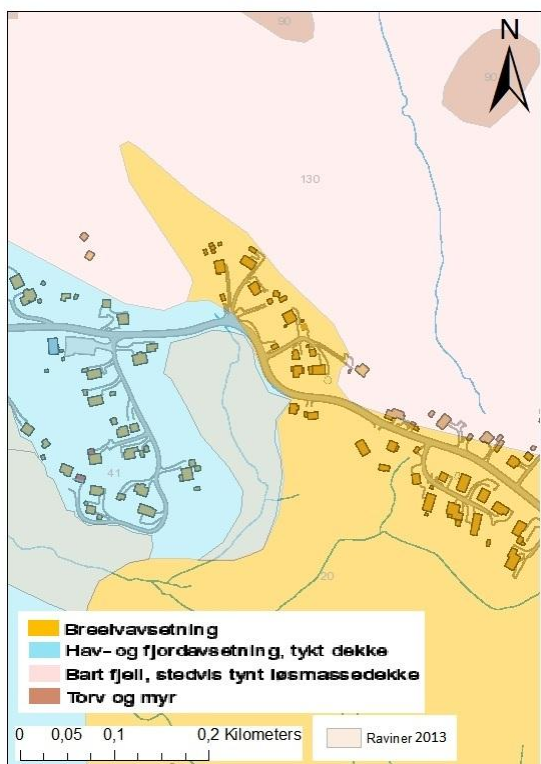 90
N
90
130
41
20
Breelvavsetning
Hav- og fjordavsetning, tykt dekke
Bart fjell, stedvis tynt løsmassedekke
Torv og myr
0 0,05 0,1 0,2 Kilometers
Raviner 2013